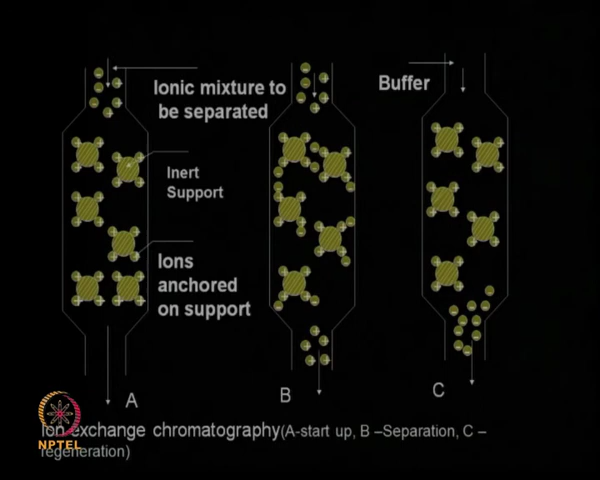 Ionic mixture to
be separated
Buffer
Inert
Support
Ions
anchored
on support
A
B
C
Ion exchange chromatography(A-start up, B –Separation, C –
regeneration)
NPTEL